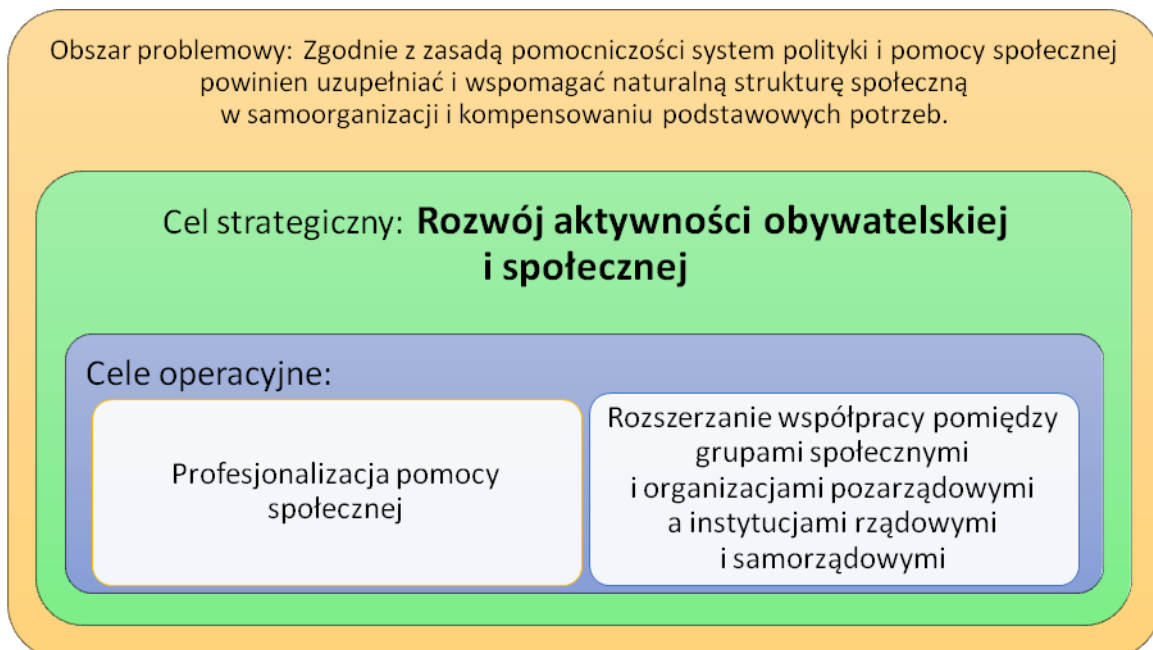 Obszar problemowy: Zgodnie z zasadą pomocniczości system polityki i pomocy społecznej
powinien uzupełniać i wspomagać naturalną strukturę społeczną
w samoorganizacji i kompensowaniu podstawowych potrzeb.
Cel strategiczny: Rozwój aktywności obywatelskiej
i społecznej
Cele operacyjne:
Profesjonalizacja pomocy
społecznej
Rozszerzanie współpracy pomiędzy
grupami społecznymi
i organizacjami pozarządowymi
a instytucjami rządowymi
i samorządowymi